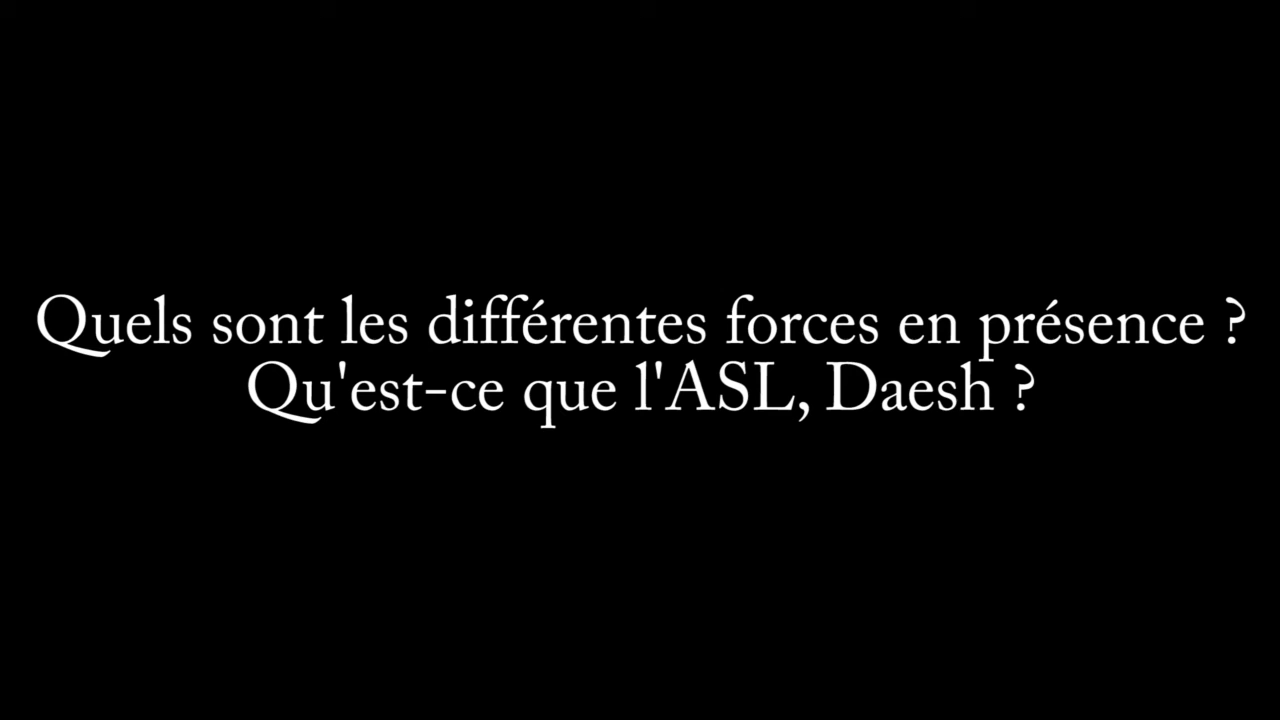 Quels sont les différentes forces en présence ?
Qu'est-ce que l'ASL, Daesh ?